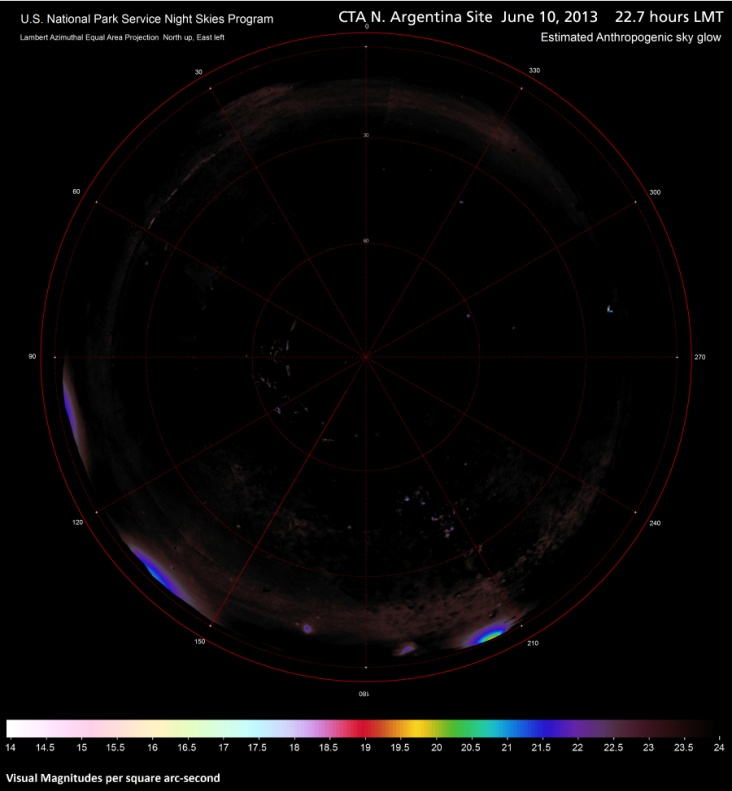 U.S. National Park Service Night Skies Program
CTA N. Argentina Site June 10, 2013 22.7 hours LMT
Lambert Azimuthal Equal Area Projection North up, East left
Estimated Anthropogenic sky glow
0
30
330
30
60
300
60
90
270
120
240
150
210
180
14 14.5 15 15.5 16 16.5 17 17.5 18 18.5 19 19.5 20 20.5 21 21.5 22 22.5 23 23.5 24
Visual Magnitudes per square arc-second